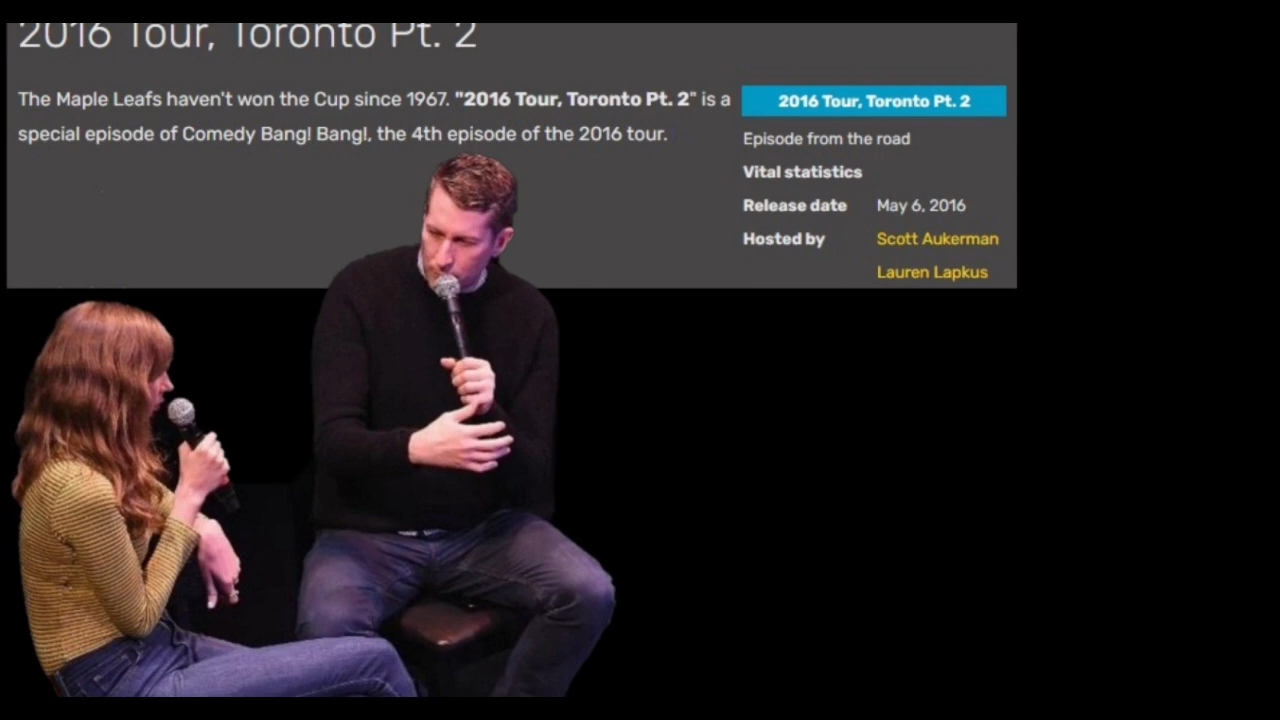 2016 Tour, Toronto Pt. 2
The Maple Leafs haven't won the Cup since 1967. "2016 Tour, Toronto Pt. 2" is a
special episode of Comedy Bang! Bang!, the 4th episode of the 2016 tour.
2016 Tour, Toronto Pt. 2
Episode from the road
Vital statistics
Release date May 6, 2016
Hosted by Scott Aukerman
Lauren Lapkus